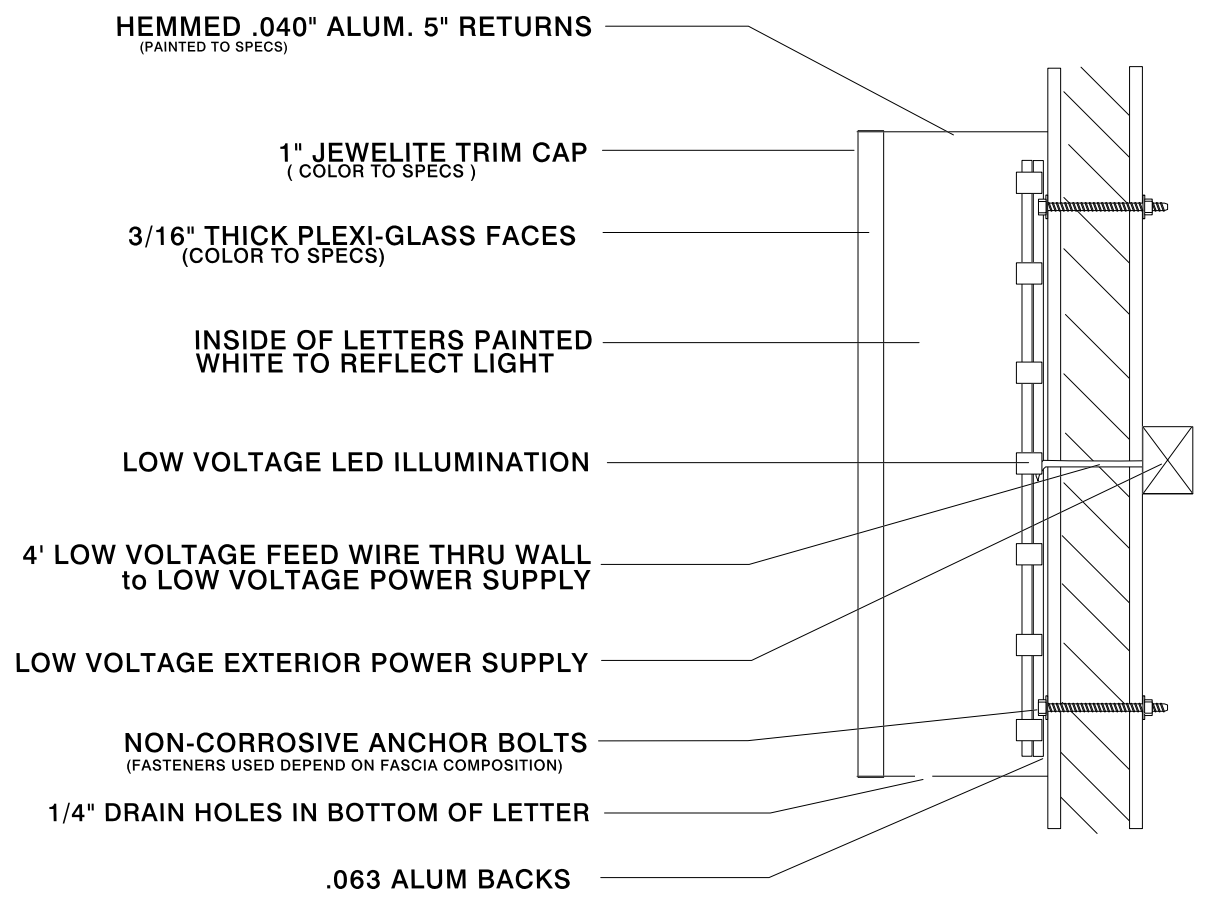 HEMMED .040" ALUM. 5" RETURNS
(PAINTED TO SPECS)
1" JEWELITE TRIM CAP
( COLOR TO SPECS )
3/16" THICK PLEXI-GLASS FACES
(COLOR TO SPECS)
INSIDE OF LETTERS PAINTED
WHITE TO REFLECT LIGHT
LOW VOLTAGE LED ILLUMINATION
4' LOW VOLTAGE FEED WIRE THRU WALL
to LOW VOLTAGE POWER SUPPLY
LOW VOLTAGE EXTERIOR POWER SUPPLY
NON-CORROSIVE ANCHOR BOLTS
(FASTENERS USED DEPEND ON FASCIA COMPOSITION)
1/4" DRAIN HOLES IN BOTTOM OF LETTER
.063 ALUM BACKS